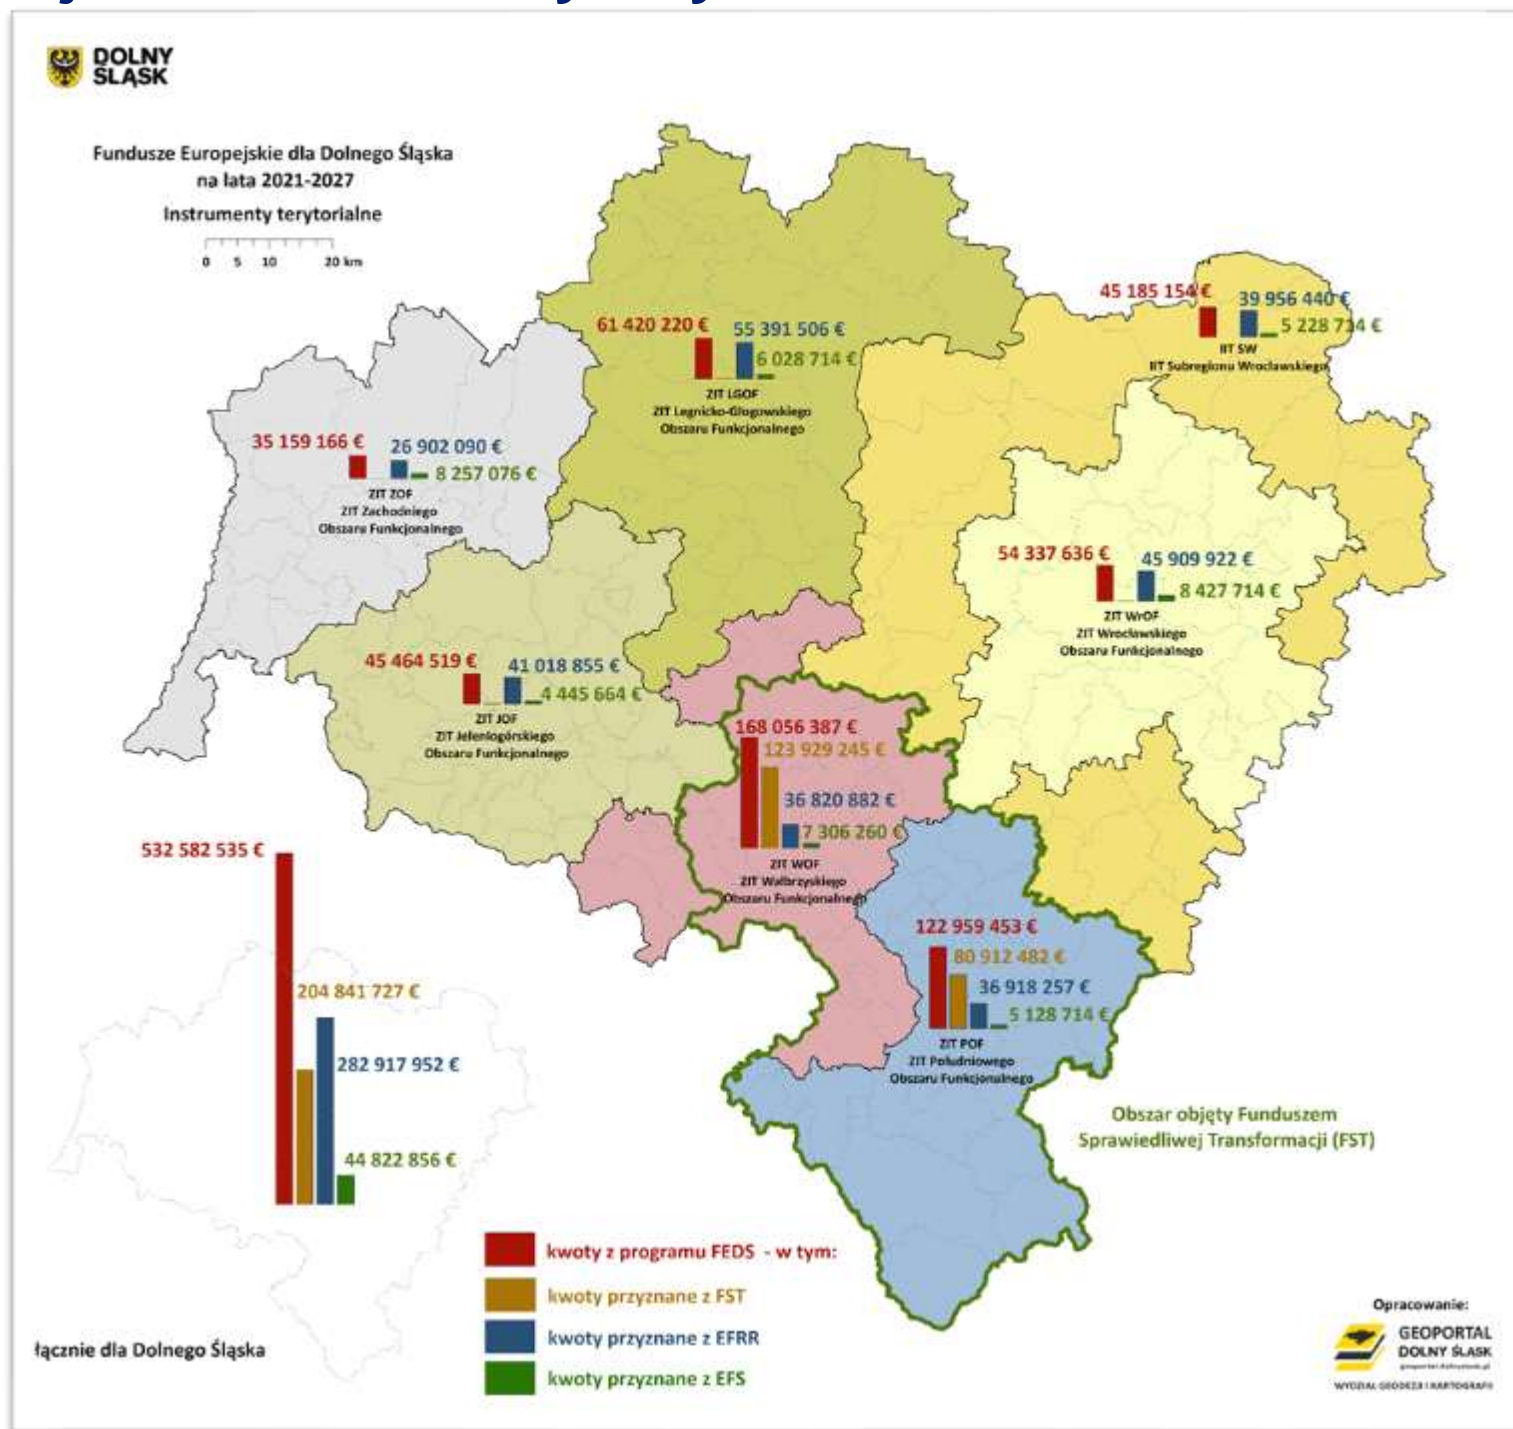 DOLNY
ŚLĄSK
Fundusze Europejskie dla Dolnego Śląska
na lata 2021-2027
Instrumenty terytorialne
0 5 10 20 km
45 185 154 € 39 956 440 €
5 228 714 €
IIT SW
IIT Subregionu Wrocławskiego
61 420 220 € 55 391 506 €
6 028 714 €
ZIT LGOF
ZIT Legnicko-Głogowskiego
Obszaru Funkcjonalnego
35 159 166 € 26 902 090 €
8 257 076 €
ZIT ZOF
ZIT Zachodniego
Obszaru Funkcjonalnego
54 337 636 € 45 909 922 €
8 427 714 €
ZIT WrOF
ZIT Wrocławskiego
Obszaru Funkcjonalnego
45 464 519 € 41 018 855 €
4 445 664 €
ZIT JOF
ZIT Jeleniogórskiego
Obszaru Funkcjonalnego
168 056 387 €
123 929 245 €
36 820 882 €
7 306 260 €
ZIT WOF
ZIT Wałbrzyskiego
Obszaru Funkcjonalnego
122 959 453 €
80 912 482 €
36 918 257 €
5 128 714 €
ZIT POF
ZIT Południowego
Obszaru Funkcjonalnego
532 582 535 €
204 841 727 €
282 917 952 €
44 822 856 €
łącznie dla Dolnego Śląska
Obszar objęty Funduszem
Sprawiedliwej Transformacji (FST)
kwoty z programu FEDS - w tym:
kwoty przyznane z FST
kwoty przyznane z EFRR
kwoty przyznane z EFS
Opracowanie:
GEOPORTAL
DOLNY ŚLĄSK
geoportal.dolnyslask.pl
WYDZIAŁ GEODEZJI I KARTOGRAFII